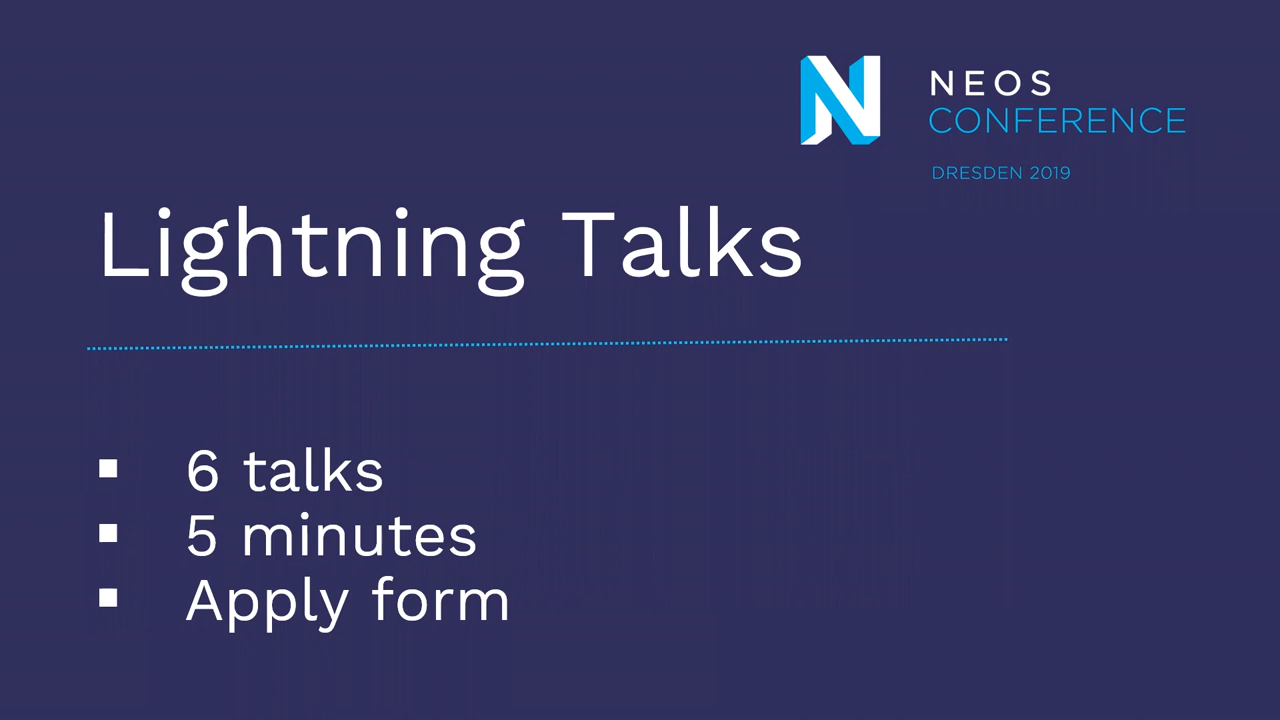 NEOS
CONFERENCE
DRESDEN 2019
Lightning Talks
6 talks
5 minutes
Apply form